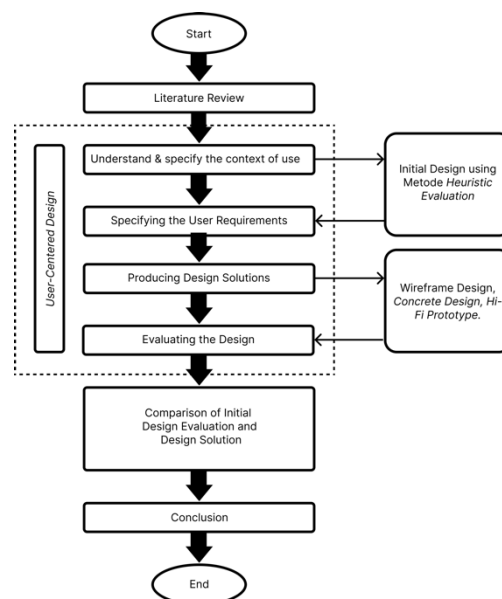 Start
Literature Review
User-Centered Design
Understand & specify the context of use
Initial Design using
Metode Heuristic
Evaluation
Specifying the User Requirements
Producing Design Solutions
Wireframe Design,
Concrete Design, Hi-
Fi Prototype.
Evaluating the Design
Comparison of Initial
Design Evaluation and
Design Solution
Conclusion
End